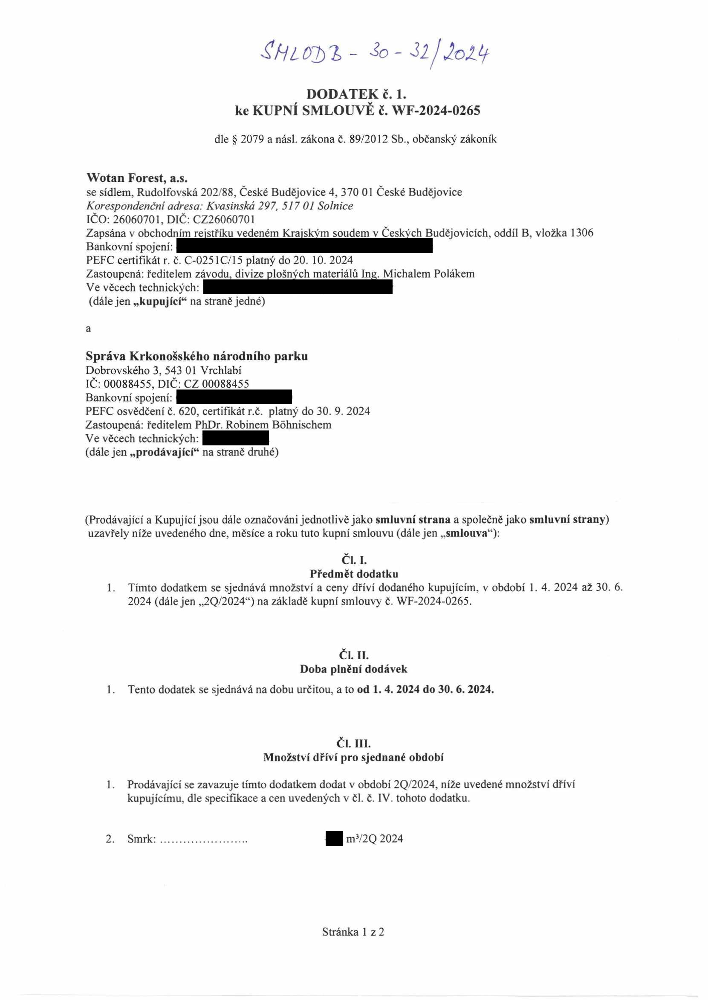 SMLODB - 30 - 32/2024
DODATEK č. 1.
ke KUPNÍ SMLOUVĚ č. WF-2024-0265
dle § 2079 a násl. zákona č. 89/2012 Sb., občanský zákoník
Wotan Forest, a.s.
se sídlem, Rudolfovská 202/88, České Budějovice 4, 370 01 České Budějovice
Korespondenční adresa: Kvasinská 297, 517 01 Solnice
IČO: 26060701, DIČ: CZ26060701
Zapsána v obchodním rejstříku vedeném Krajským soudem v Českých Budějovicích, oddíl B, vložka 1306
Bankovní spojení:
PEFC certifikát r. č. C-0251C/15 platný do 20. 10. 2024
Zastoupená: ředitelem závodu, divize plošných materiálů Ing. Michalem Polákem
Ve věcech technických:
(dále jen „kupující“ na straně jedné)
a
Správa Krkonošského národního parku
Dobrovského 3, 543 01 Vrchlabí
IČ: 00088455, DIČ: CZ 00088455
Bankovní spojení:
PEFC osvědčení č. 620, certifikát r.č.  platný do 30. 9. 2024
Zastoupená: ředitelem PhDr. Robinem Böhnischem
Ve věcech technických:
(dále jen „prodávající“ na straně druhé)
(Prodávající a Kupující jsou dále označováni jednotlivě jako smluvní strana a společně jako smluvní strany)
uzavřely níže uvedeného dne, měsíce a roku tuto kupní smlouvu (dále jen „smlouva“):
Čl. I.
Předmět dodatku
1. Tímto dodatkem se sjednává množství a ceny dříví dodaného kupujícím, v období 1. 4. 2024 až 30. 6.
2024 (dále jen „2Q/2024“) na základě kupní smlouvy č. WF-2024-0265.
Čl. II.
Doba plnění dodávek
1. Tento dodatek se sjednává na dobu určitou, a to od 1. 4. 2024 do 30. 6. 2024.
Čl. III.
Množství dříví pro sjednané období
1. Prodávající se zavazuje tímto dodatkem dodat v období 2Q/2024, níže uvedené množství dříví
kupujícímu, dle specifikace a cen uvedených v čl. č. IV. tohoto dodatku.
2. Smrk: ....................... m³/2Q 2024
Stránka 1 z 2